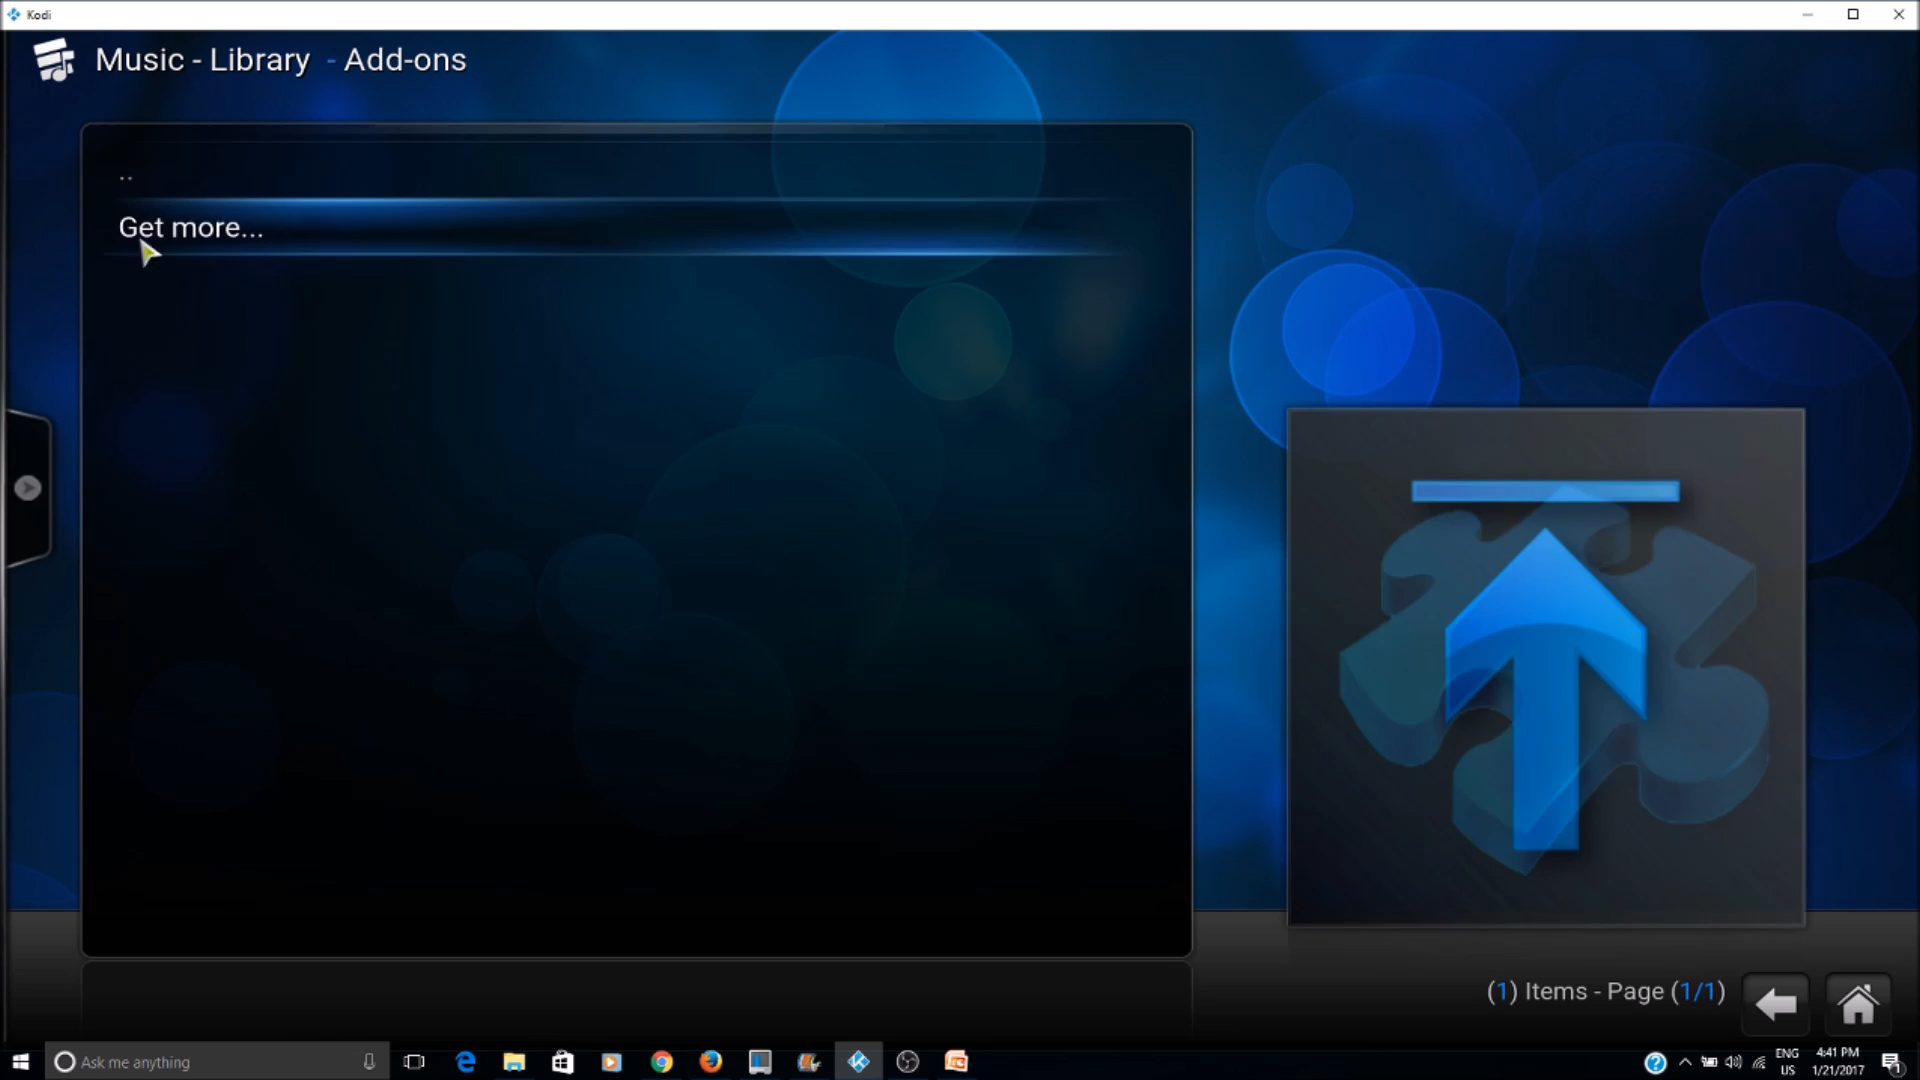 Kodi
Music - Library - Add-ons
..
Get more...
(1) Items - Page (1/1)
Ask me anything
ENG
US
4:41 PM
1/21/2017
1